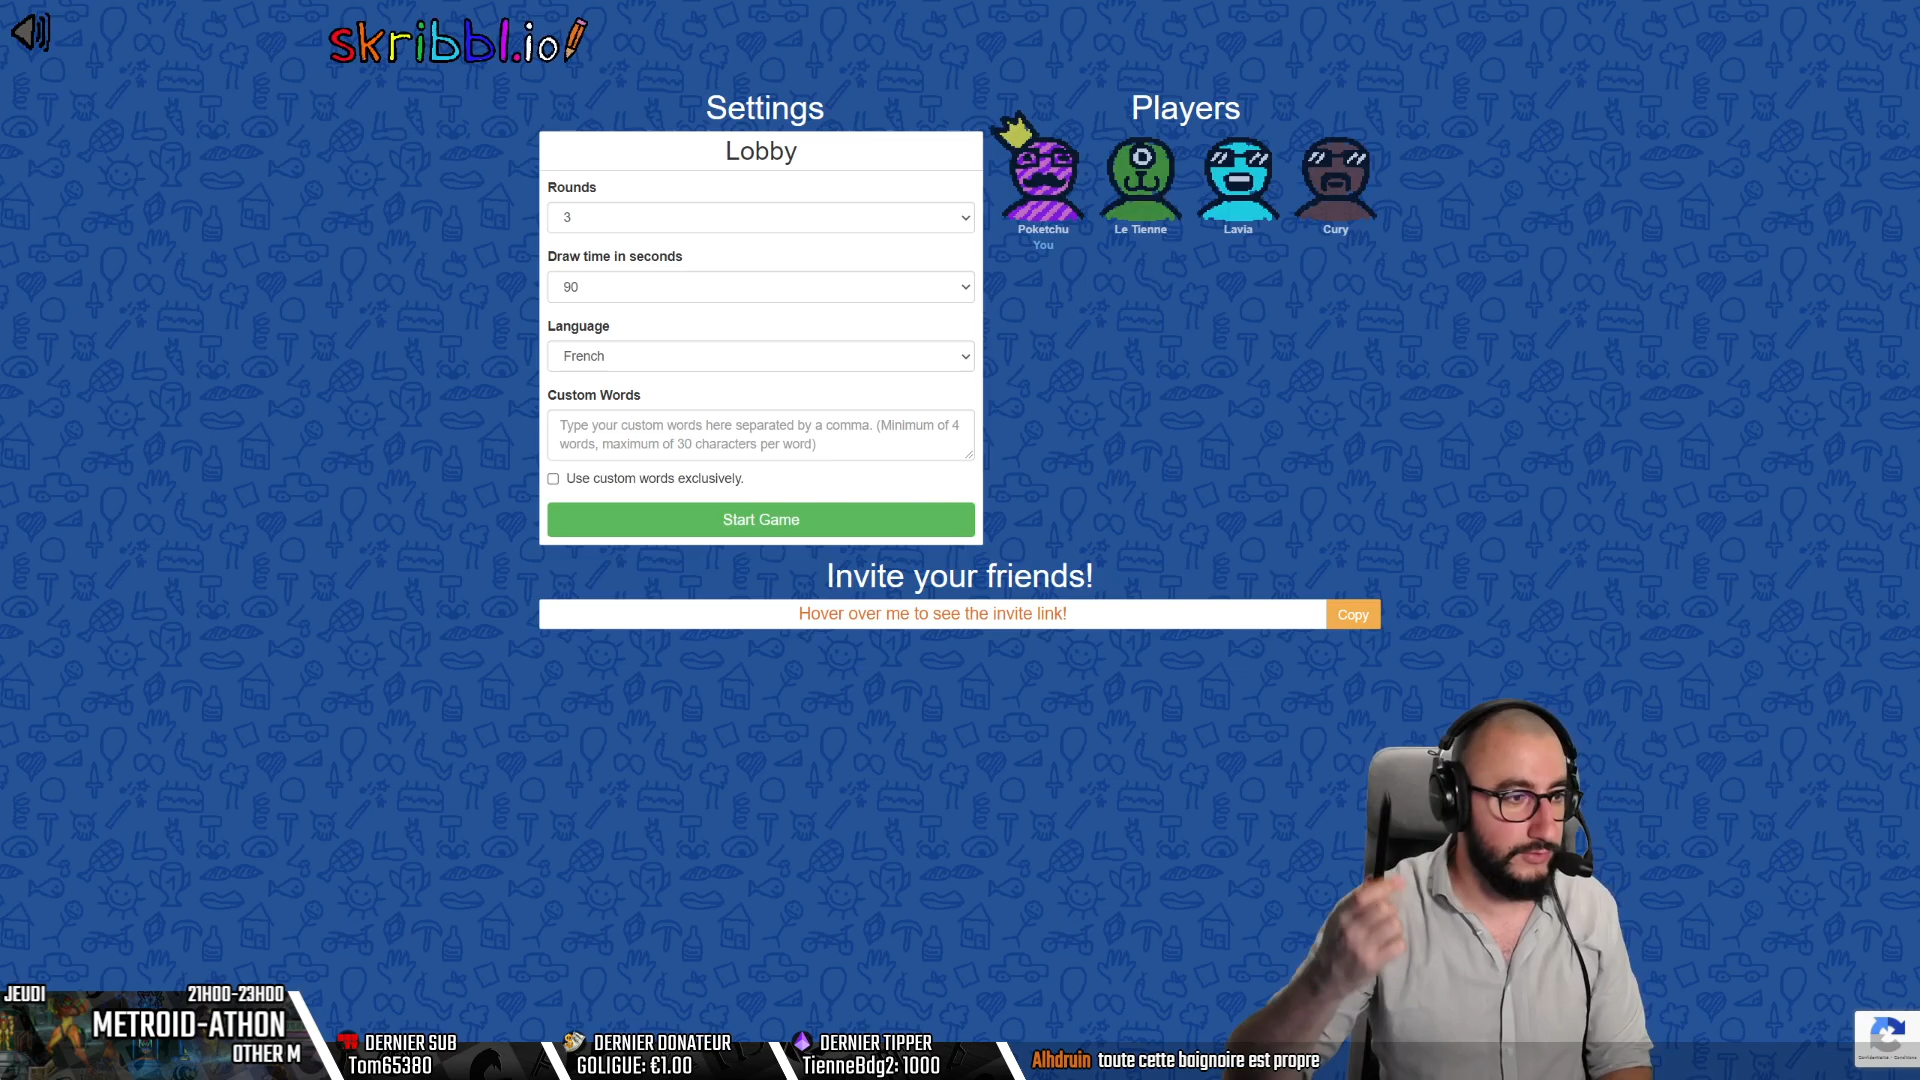 skribbl.io
Settings
Players
Lobby
Rounds
3
Draw time in seconds
90
Language
French
Custom Words
Type your custom words here separated by a comma. (Minimum of 4
words, maximum of 30 characters per word)
Use custom words exclusively.
Start Game
Poketchu
You
Le Tienne
Lavia
Cury
Invite your friends!
Hover over me to see the invite link!
Copy
JEUDI
21H00-23H00
METROID-ATHON
OTHER M
DERNIER SUB
Tom65380
DERNIER DONATEUR
GOLIGUE: €1.00
DERNIER TIPPER
TienneBdg2: 1000
Alhdruin toute cette boignoire est propre